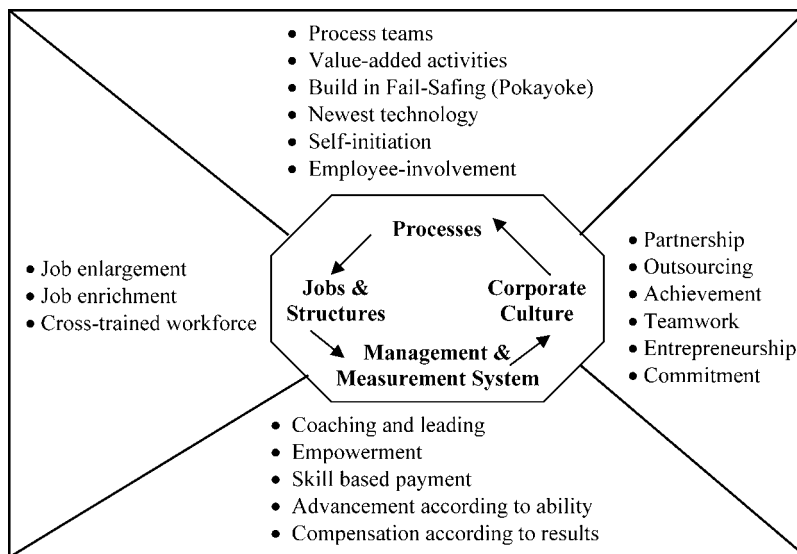 • Process teams
• Value-added activities
• Build in Fail-Safing (Pokayoke)
• Newest technology
• Self-initiation
• Employee-involvement
• Job enlargement
• Job enrichment
• Cross-trained workforce
Processes
Jobs &
Structures
Corporate
Culture
Management &
Measurement System
• Partnership
• Outsourcing
• Achievement
• Teamwork
• Entrepreneurship
• Commitment
• Coaching and leading
• Empowerment
• Skill based payment
• Advancement according to ability
• Compensation according to results